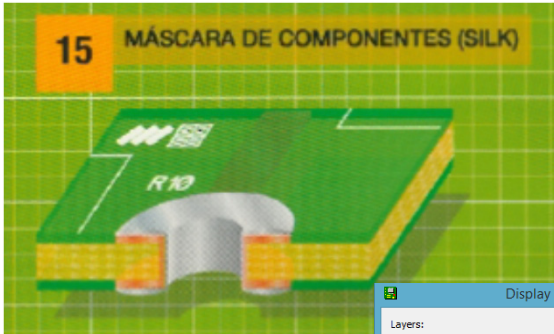 15
MÁSCARA DE COMPONENTES (SILK)
R10
Display
Layers: